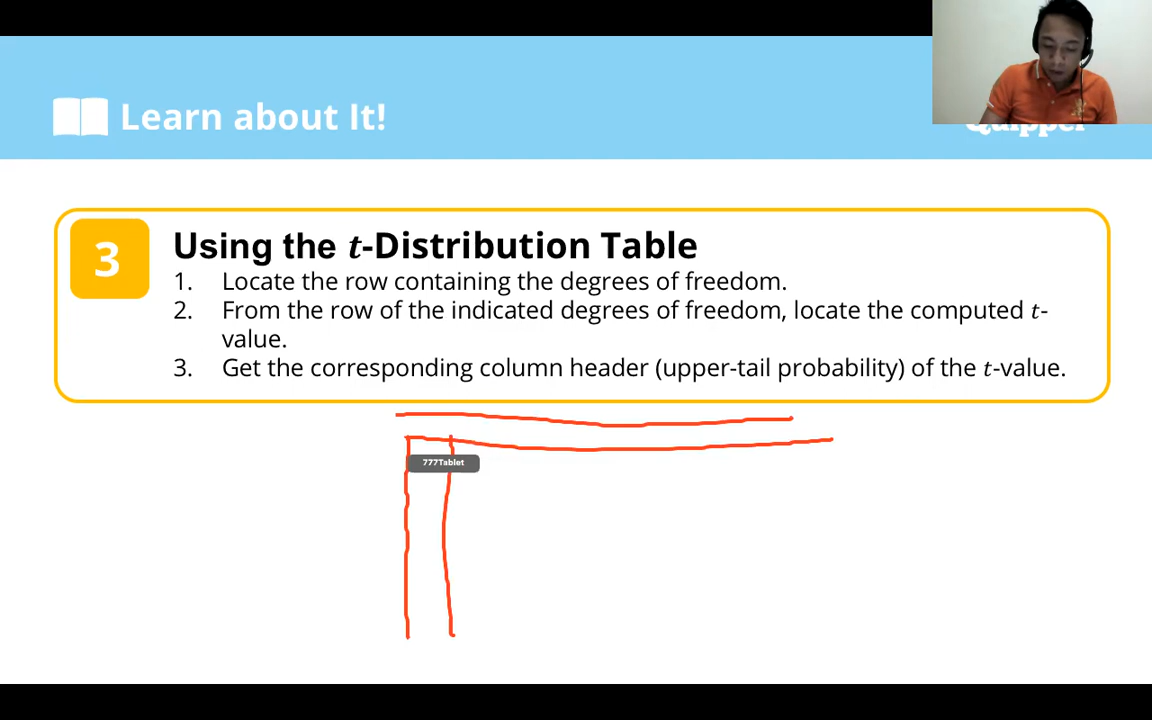 Learn about It!
Quipper
3
Using the t-Distribution Table
1. Locate the row containing the degrees of freedom.
2. From the row of the indicated degrees of freedom, locate the computed t-
value.
3. Get the corresponding column header (upper-tail probability) of the t-value.
777Tablet